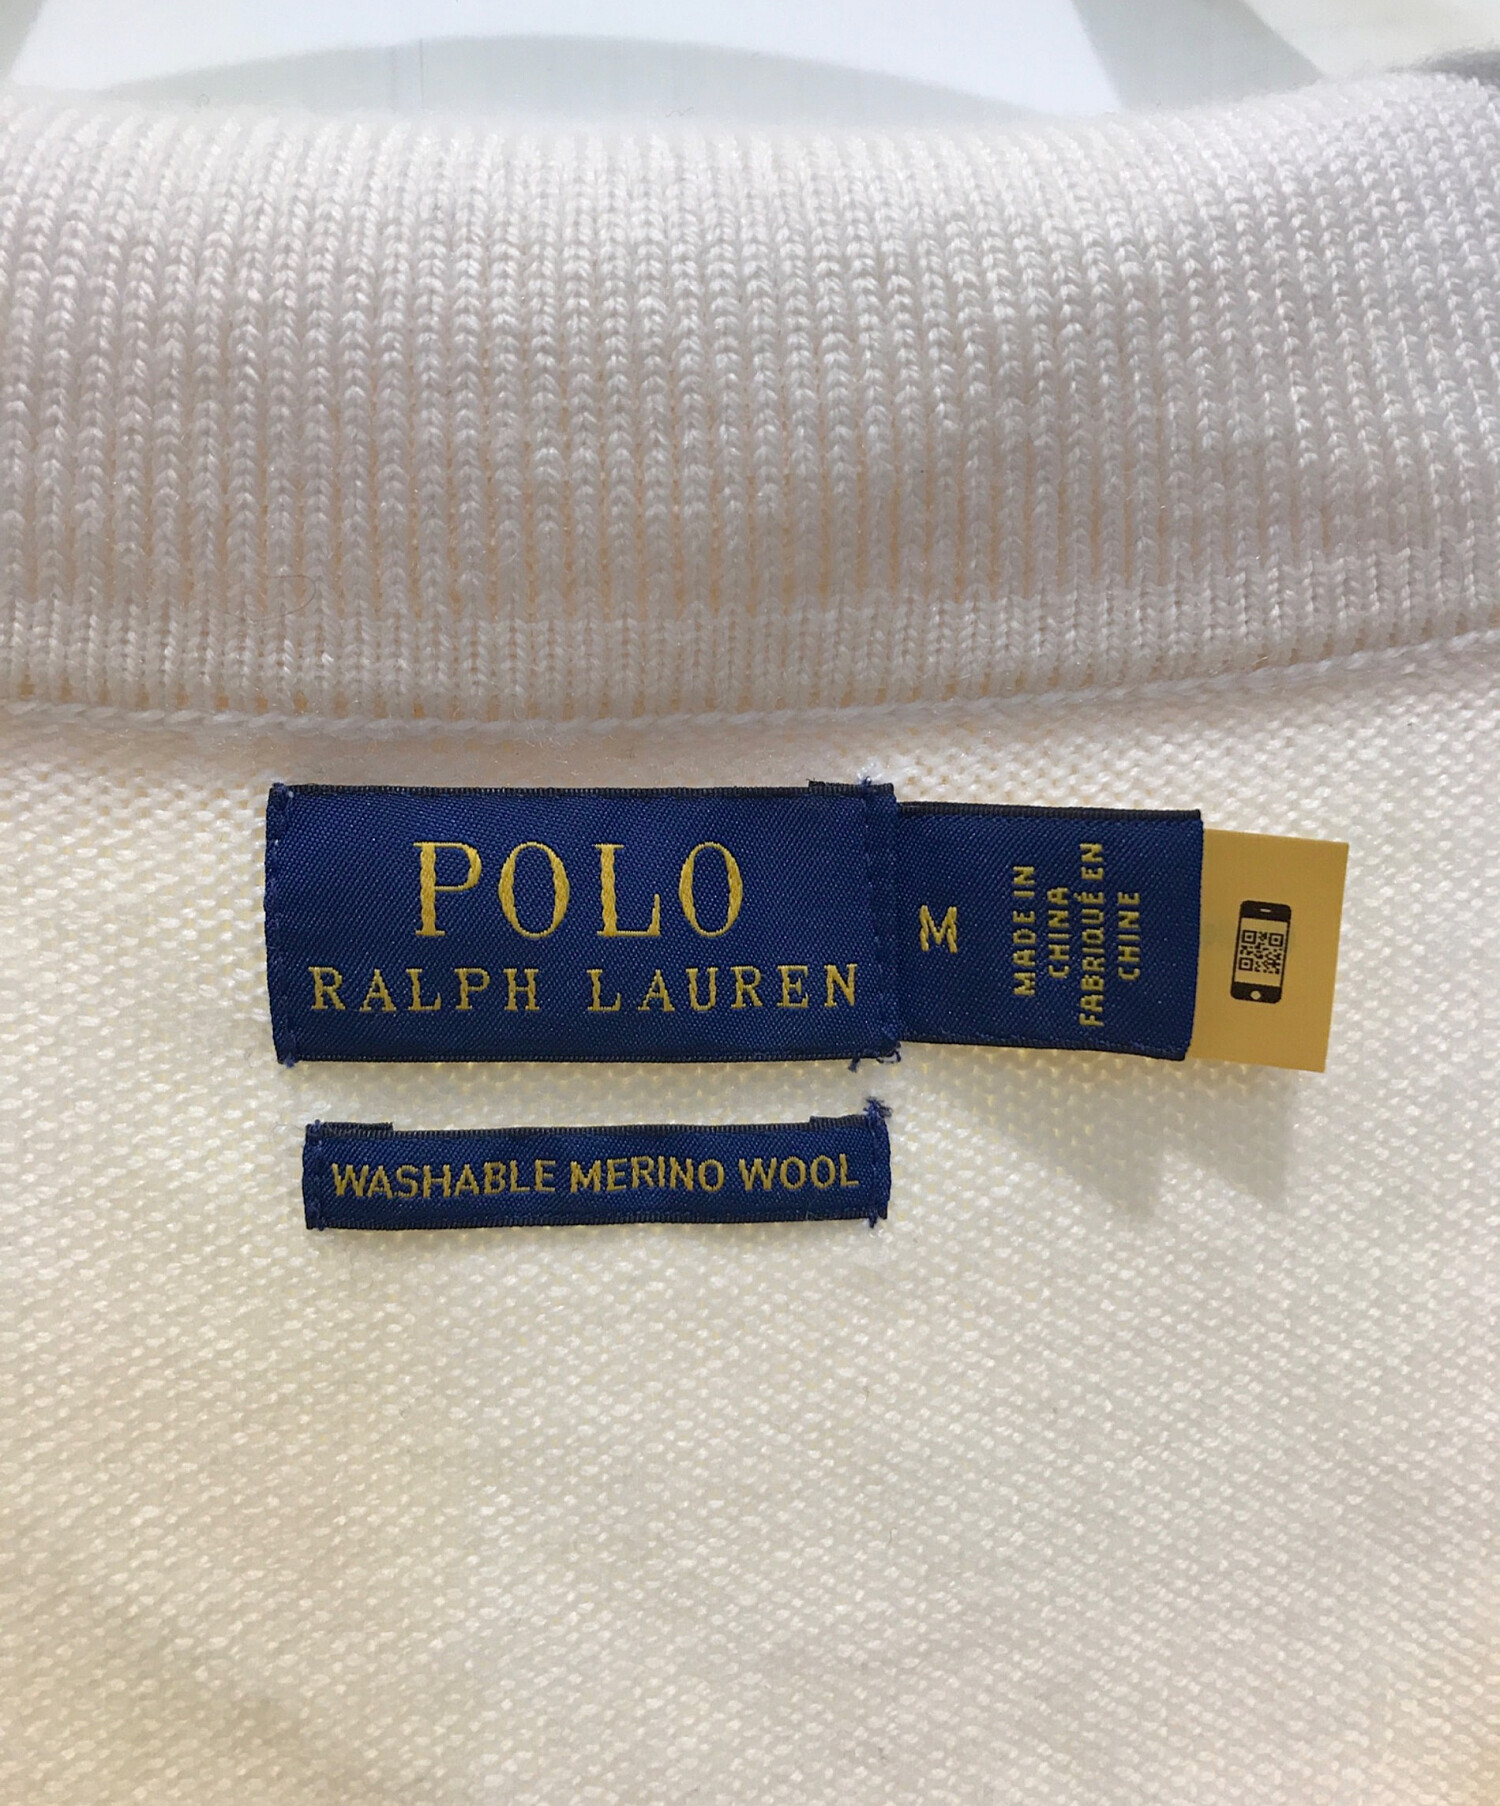 POLO
RALPH LAUREN
M
MADE IN
CHINA
FABRIQUÉ EN
CHINE
WASHABLE MERINO WOOL